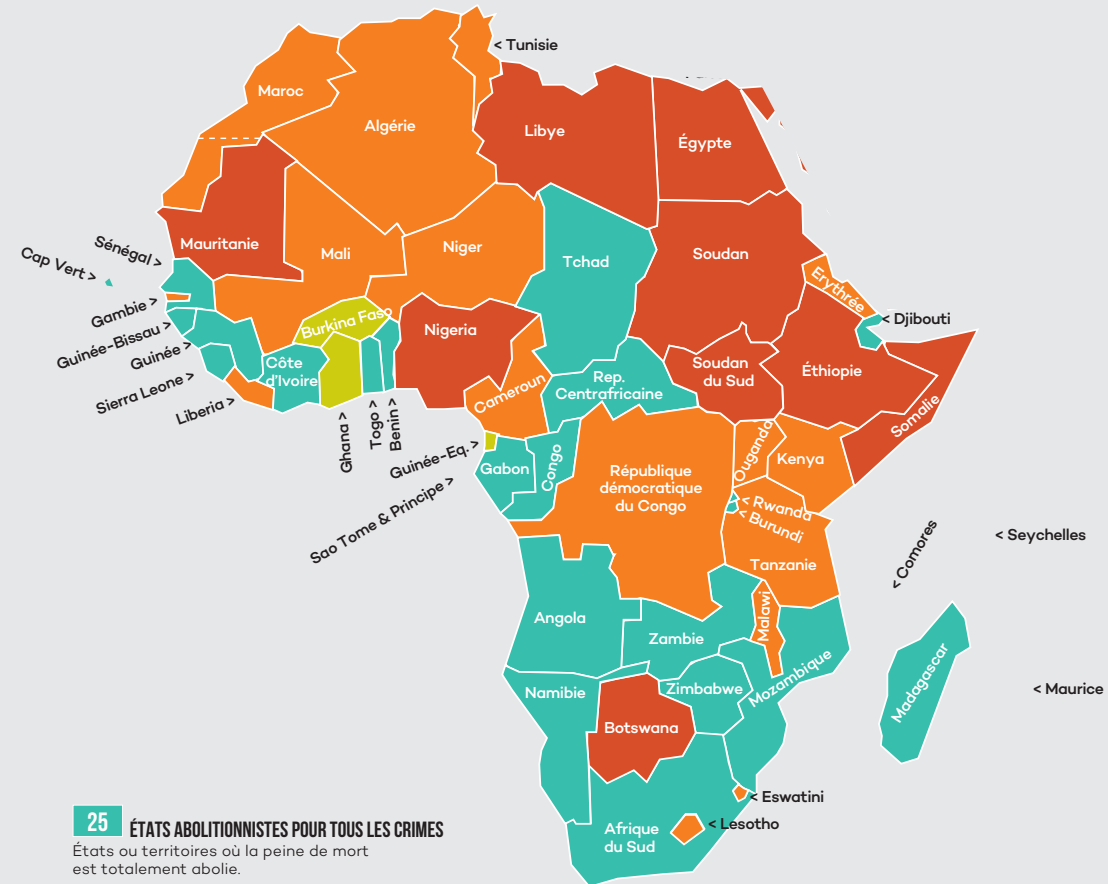 < Tunisie
Maroc
Algérie
Libye
Égypte
Mauritanie
Mali
Niger
Tchad
Soudan
Sénégal >
Cap Vert >
Gambie >
Guinée-Bissau >
Guinée >
Sierra Leone >
Liberia >
Côte
d'Ivoire
Burkina Faso
Ghana >
Togo >
Benin >
Nigeria
Cameroun
Rep.
Centrafricaine
Soudan
du Sud
Erythrée
< Djibouti
Éthiopie
Somalie
Guinée-Eq. >
Sao Tome & Principe >
Gabon
Congo
République
démocratique
du Congo
Ouganda
Kenya
< Rwanda
< Burundi
Tanzanie
< Comores
< Seychelles
Angola
Zambie
Malawi
Mozambique
Madagascar
< Maurice
Namibie
Zimbabwe
Botswana
< Eswatini
< Lesotho
Afrique
du Sud
25 ÉTATS ABOLITIONNISTES POUR TOUS LES CRIMES
États ou territoires où la peine de mort
est totalement abolie.